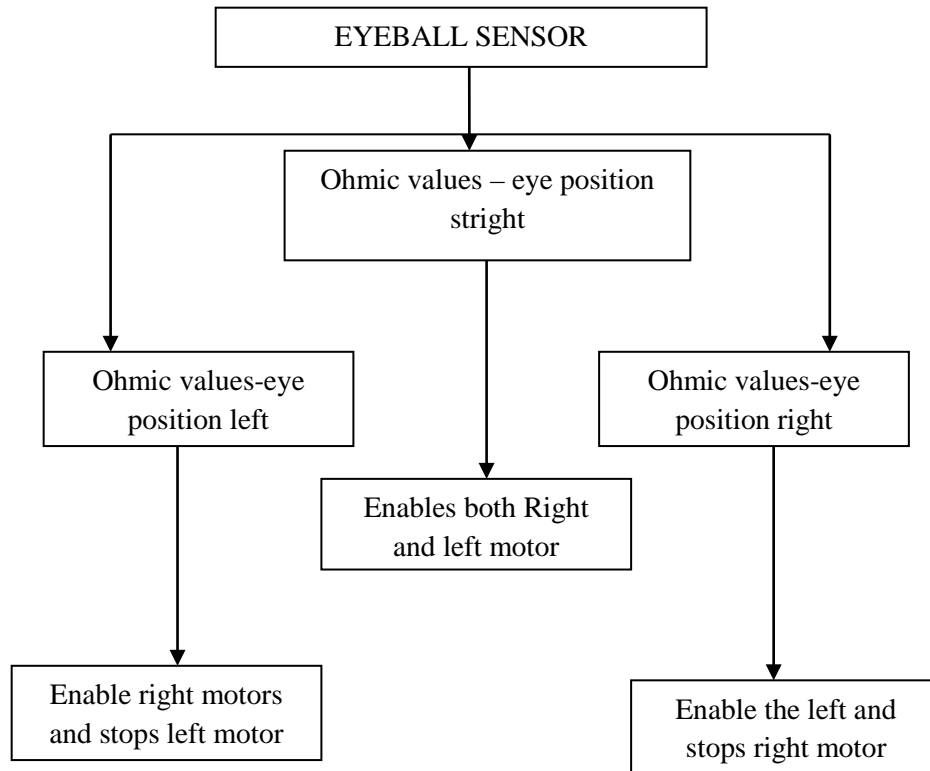 EYEBALL SENSOR
Ohmic values – eye position
stright
Ohmic values-eye
position left
Ohmic values-eye
position right
Enables both Right
and left motor
Enable right motors
and stops left motor
Enable the left and
stops right motor